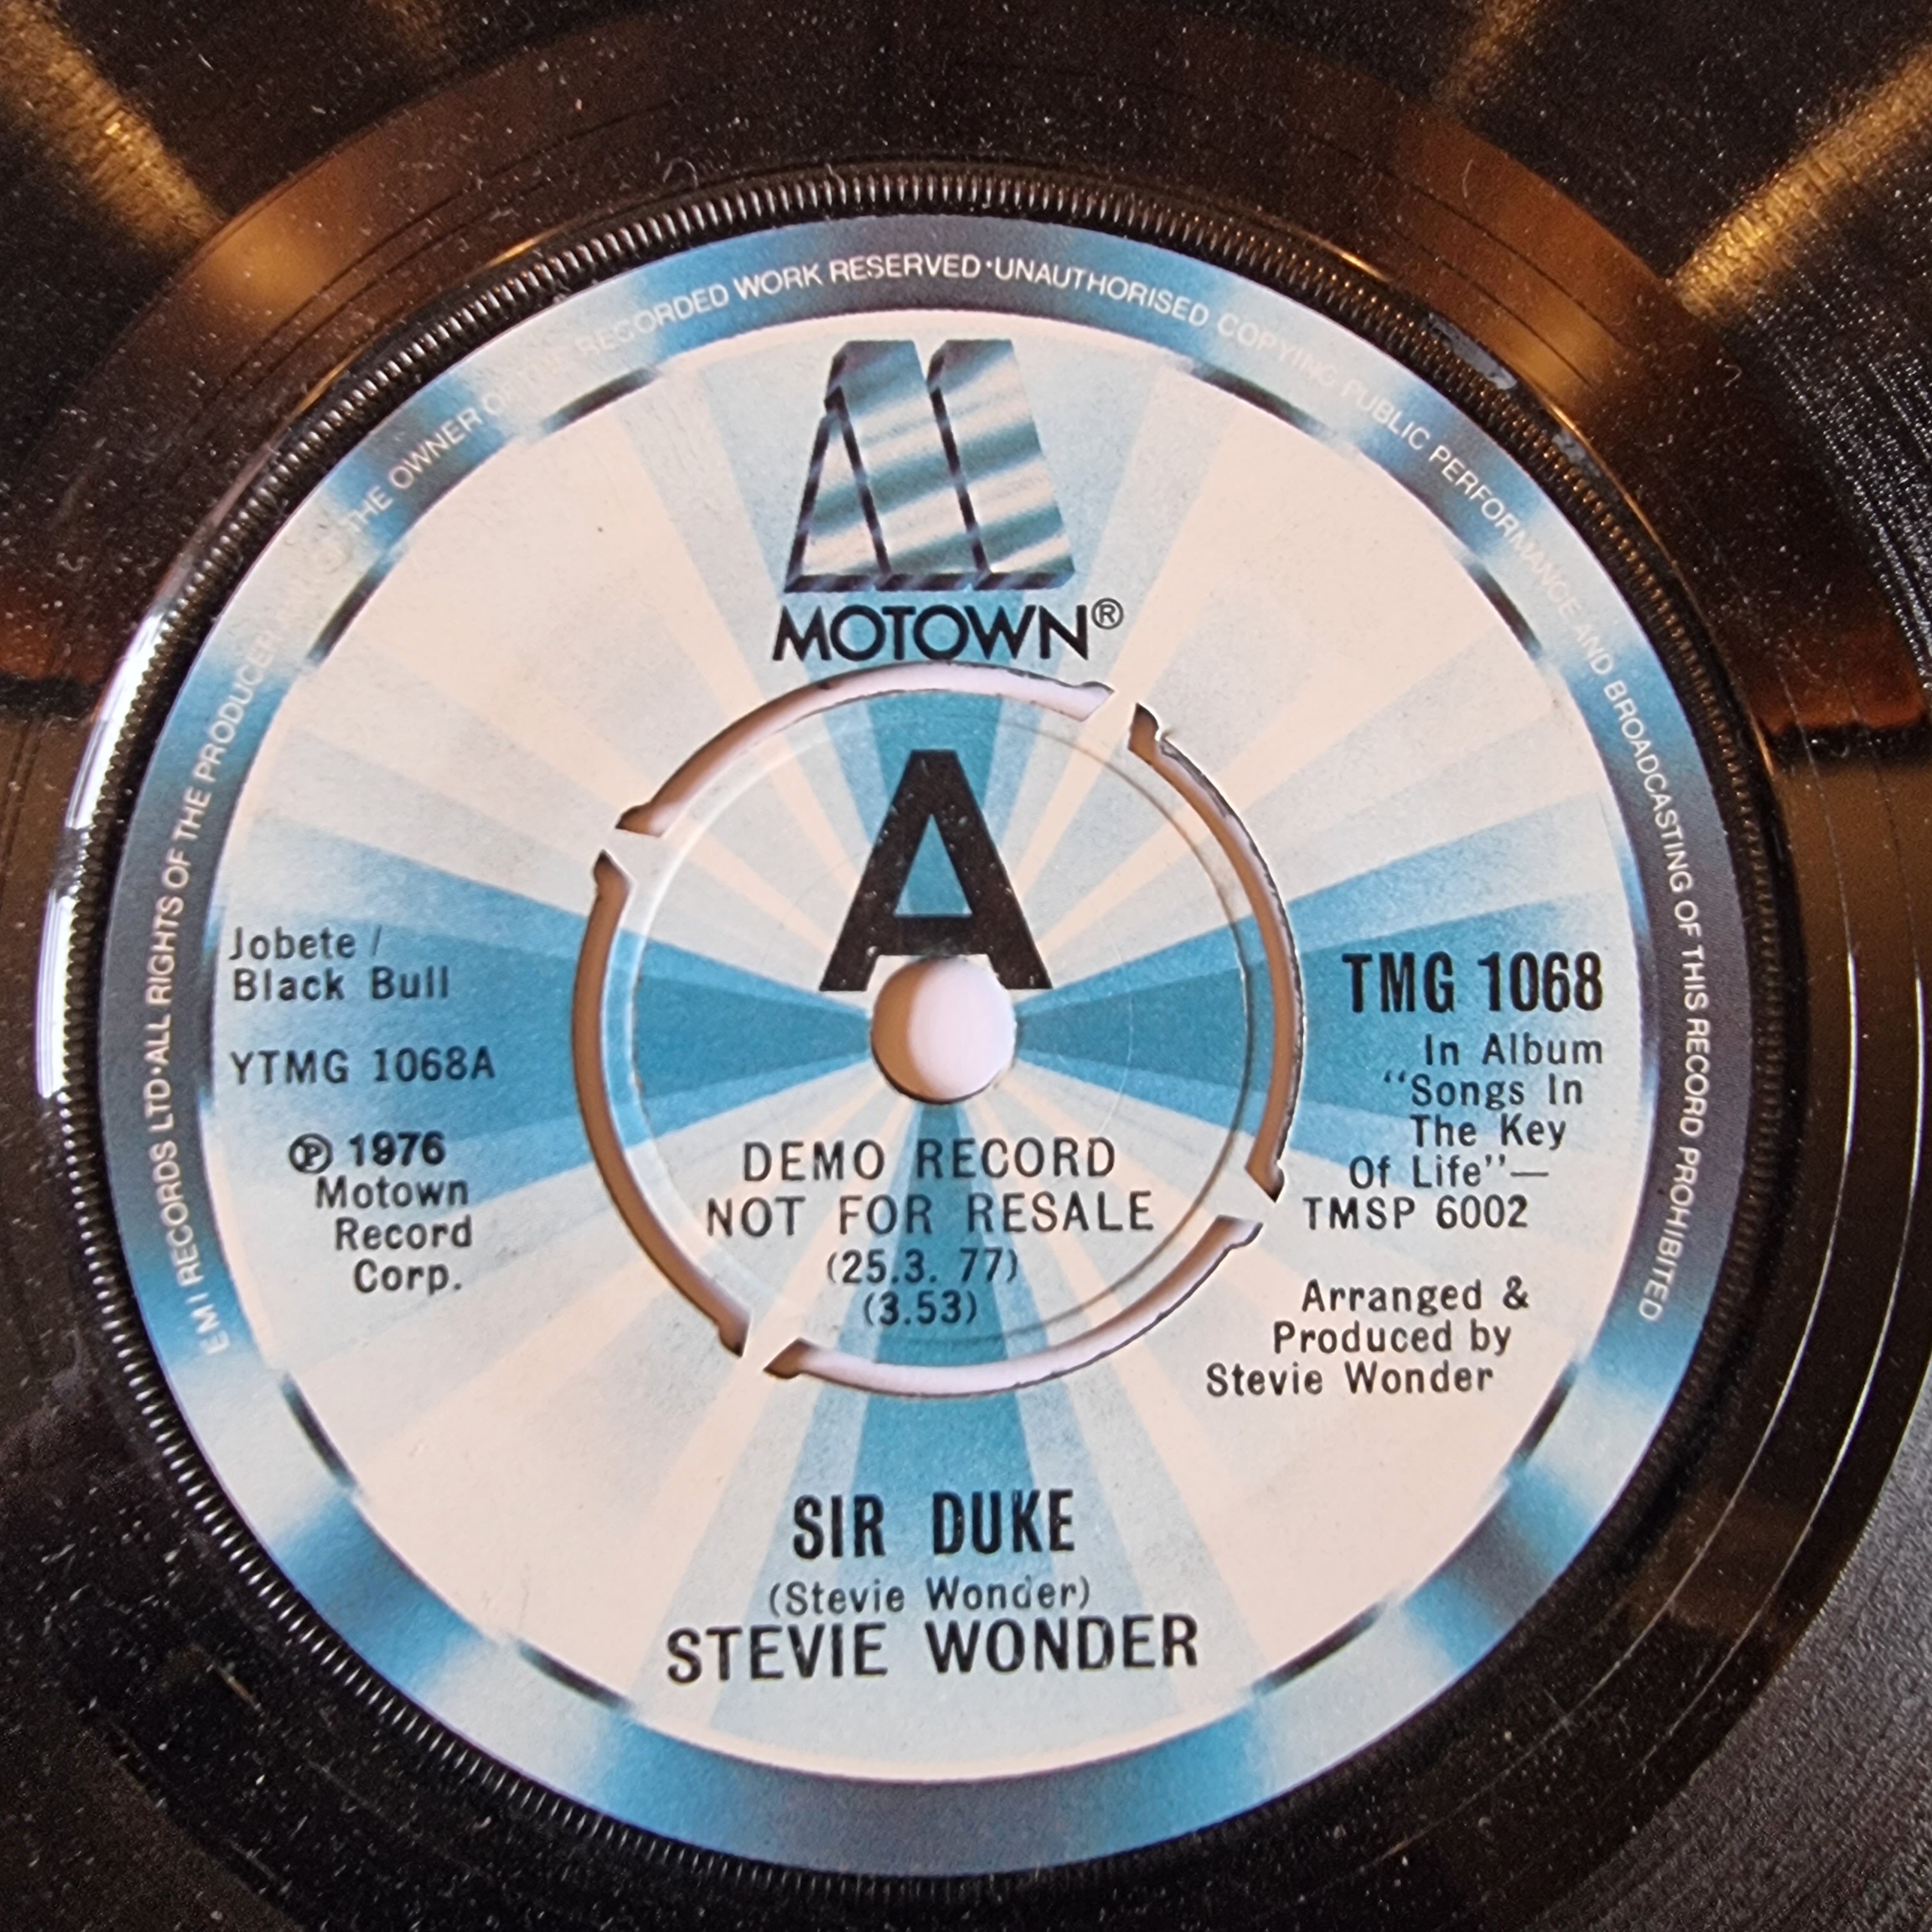 EMI RECORDS LTD·ALL RIGHTS OF THE PRODUCER AND OF THE OWNER OF THE RECORDED WORK RESERVED·UNAUTHORISED COPYING PUBLIC PERFORMANCE AND BROADCASTING OF THIS RECORD PROHIBITED
MOTOWN®
A
Jobete /
Black Bull
YTMG 1068A
℗ 1976
Motown
Record
Corp.
DEMO RECORD
NOT FOR RESALE
(25.3. 77)
(3.53)
TMG 1068
In Album
“Songs In
The Key
Of Life”—
TMSP 6002
Arranged &
Produced by
Stevie Wonder
SIR DUKE
(Stevie Wonder)
STEVIE WONDER